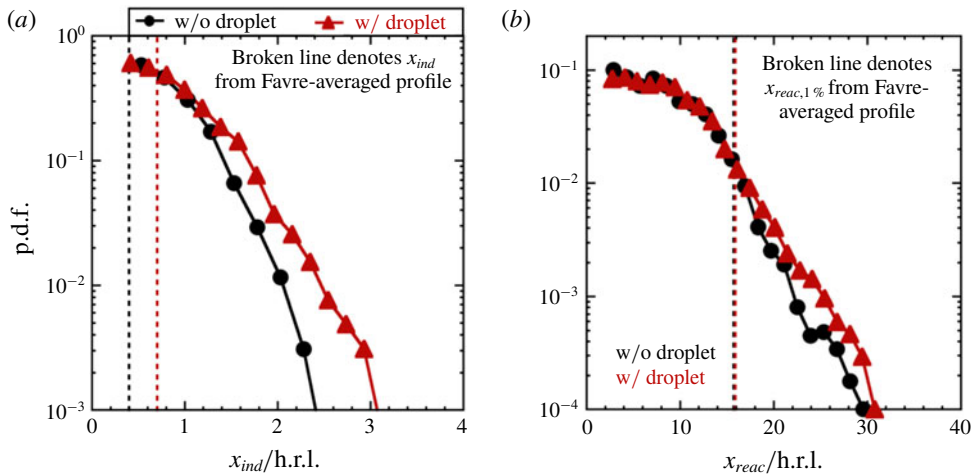 (a)
w/o droplet
w/ droplet
10^0
10^-1
10^-2
10^-3
p.d.f.
Broken line denotes x_ind
from Favre-averaged profile
0 1 2 3 4
x_ind/h.r.l.
(b)
10^-1
10^-2
10^-3
10^-4
Broken line denotes
x_reac,1 % from Favre-
averaged profile
w/o droplet
w/ droplet
0 10 20 30 40
x_reac/h.r.l.